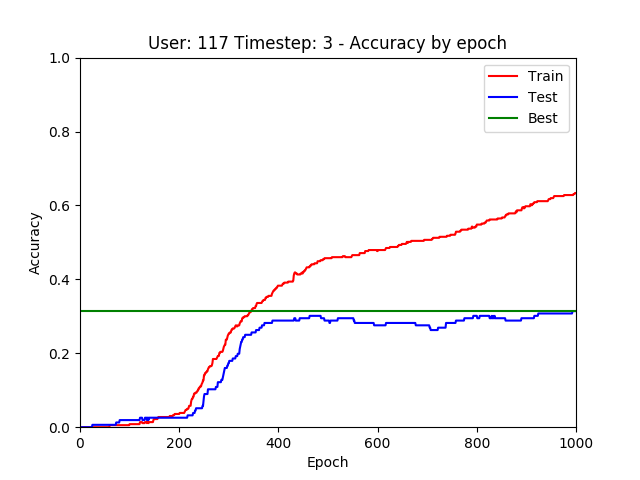 User: 117 Timestep: 3 - Accuracy by epoch
1.0
0.8
0.6
0.4
0.2
0.0
Accuracy
Train
Test
Best
0 200 400 600 800 1000
Epoch